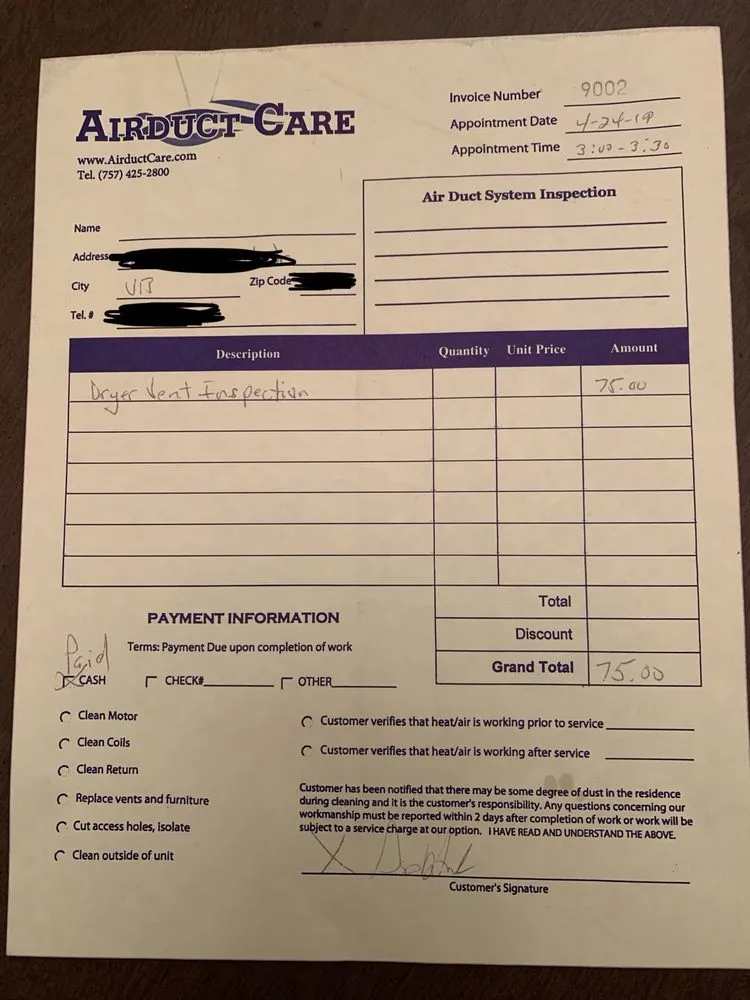 AIRDUCT CARE
www.AirductCare.com
Tel. (757) 425-2800
Invoice Number 9002
Appointment Date 4-24-19
Appointment Time 3:00 - 3:30
Air Duct System Inspection
Name
Address
City VB Zip Code
Tel. #
Description Quantity Unit Price Amount
Dryer Vent Inspection 75.00
Total
Discount
Grand Total 75.00
PAYMENT INFORMATION
Terms: Payment Due upon completion of work
Paid
CASH CHECK# OTHER
Clean Motor
Clean Coils
Clean Return
Replace vents and furniture
Cut access holes, isolate
Clean outside of unit
Customer verifies that heat/air is working prior to service
Customer verifies that heat/air is working after service
Customer has been notified that there may be some degree of dust in the residence
during cleaning and it is the customer's responsibility. Any questions concerning our
workmanship must be reported within 2 days after completion of work or work will be
subject to a service charge at our option. I HAVE READ AND UNDERSTAND THE ABOVE.
X
Customer's Signature